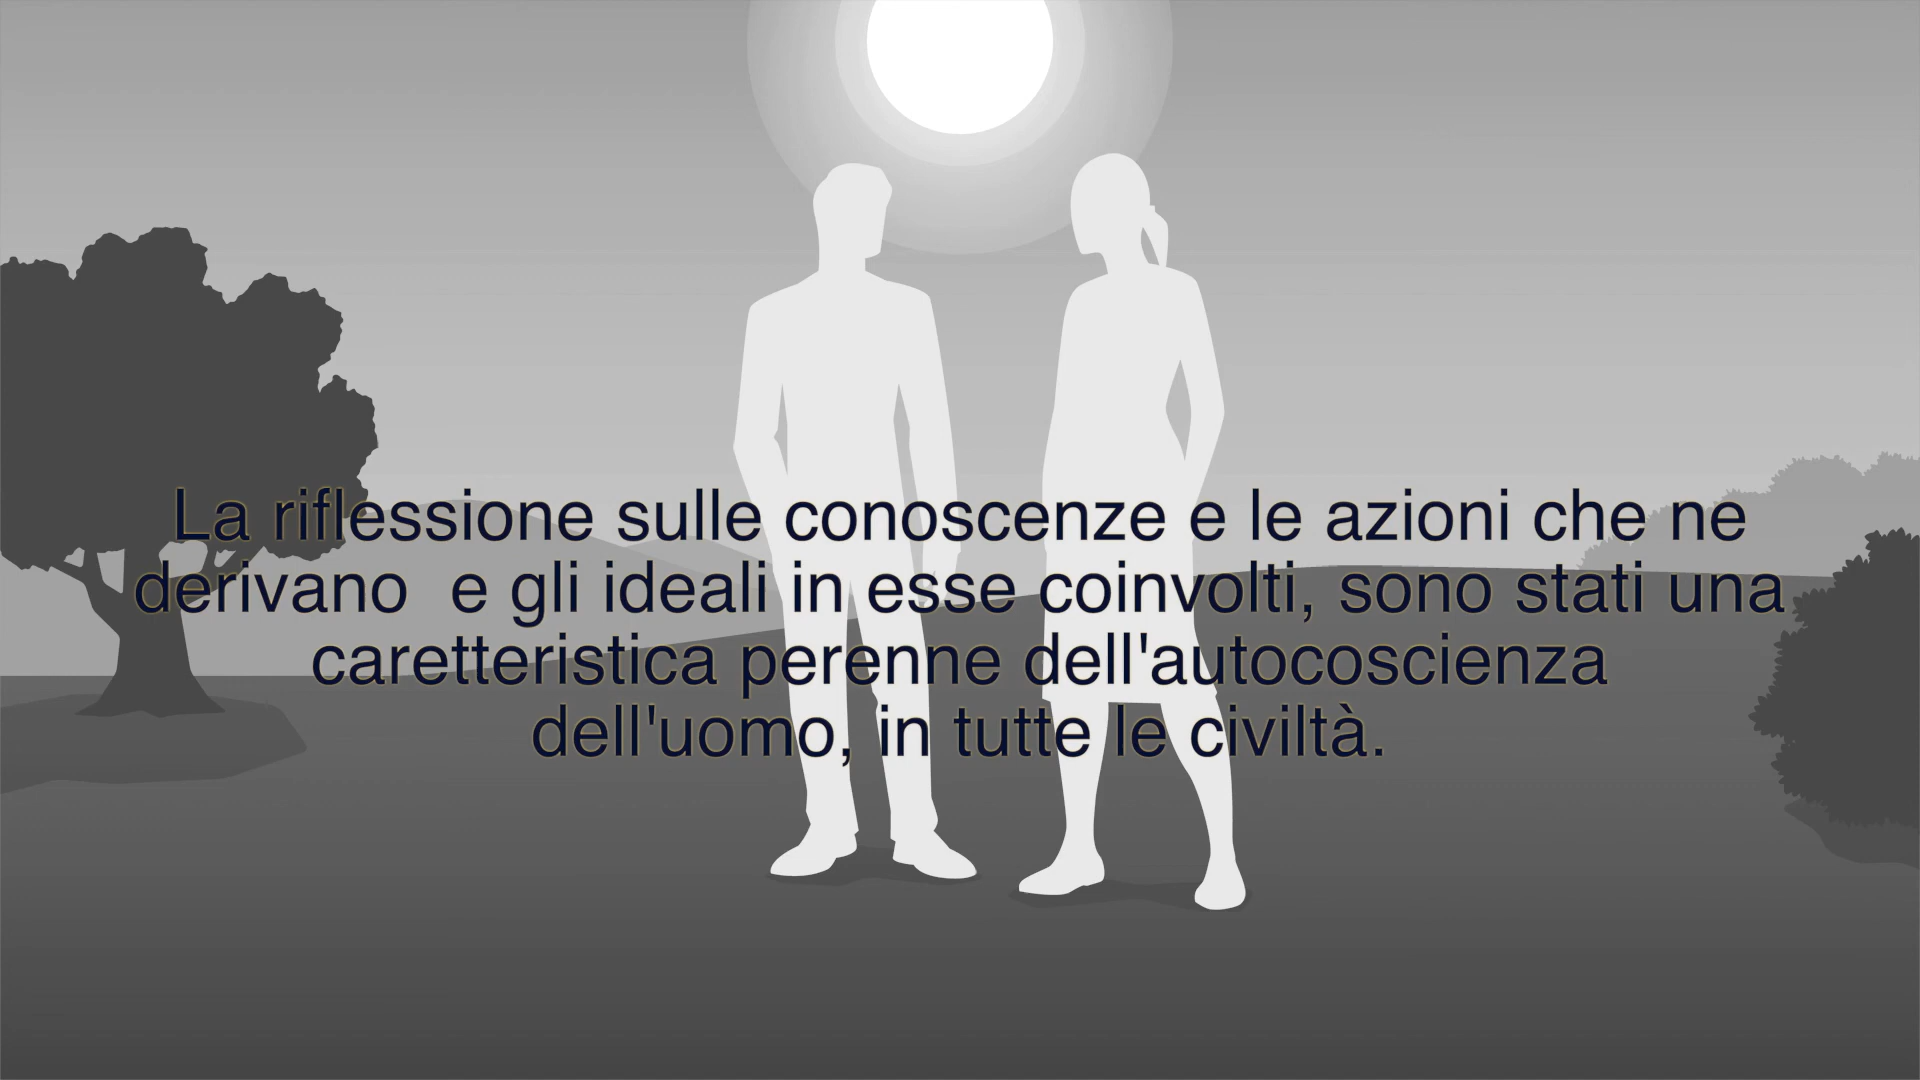 La riflessione sulle conoscenze e le azioni che ne
derivano  e gli ideali in esse coinvolti, sono stati una
caretteristica perenne dell'autocoscienza
dell'uomo, in tutte le civiltà.